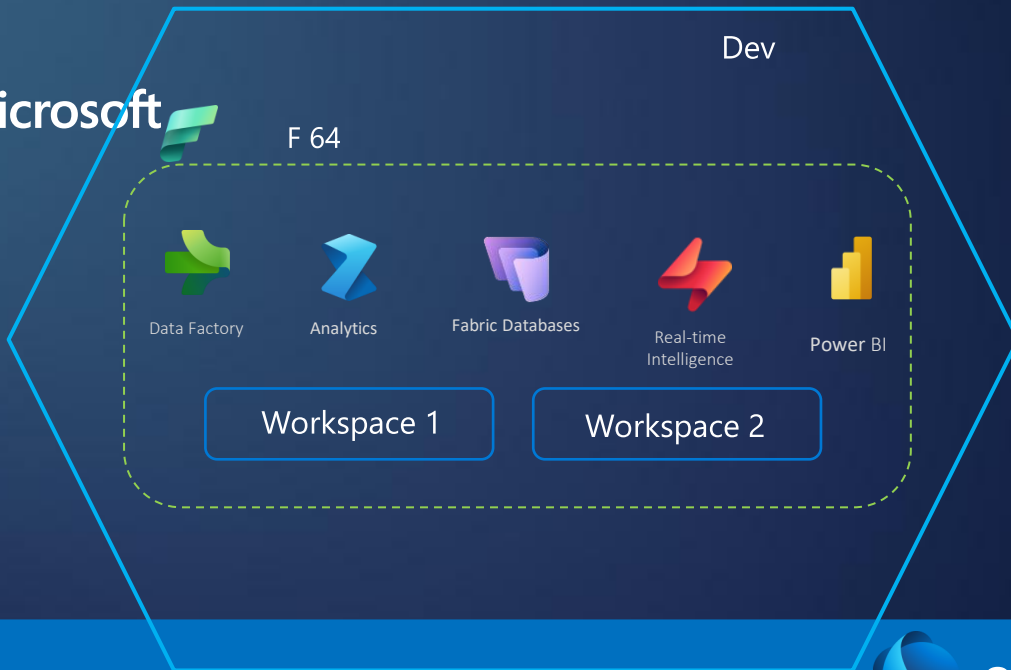 Dev
icrosoft
F 64
Data Factory
Analytics
Fabric Databases
Real-time
Intelligence
Power BI
Workspace 1
Workspace 2